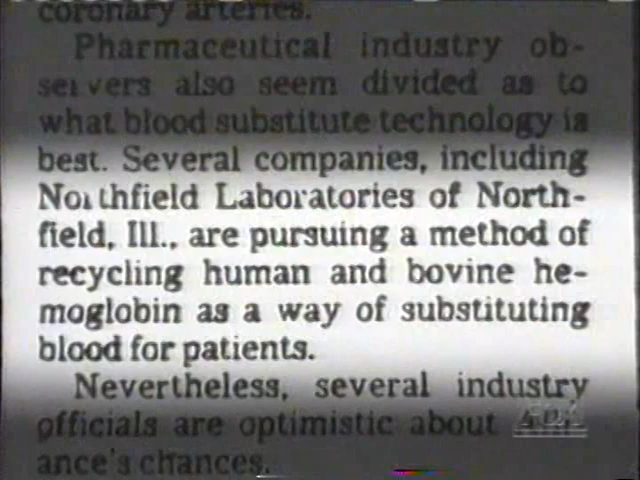 coronary arteries.
Pharmaceutical industry ob-
servers also seem divided as to
what blood substitute technology is
best. Several companies, including
Northfield Laboratories of North-
field, Ill., are pursuing a method of
recycling human and bovine he-
moglobin as a way of substituting
blood for patients.
Nevertheless, several industry
officials are optimistic about
ance's chances.
FOX